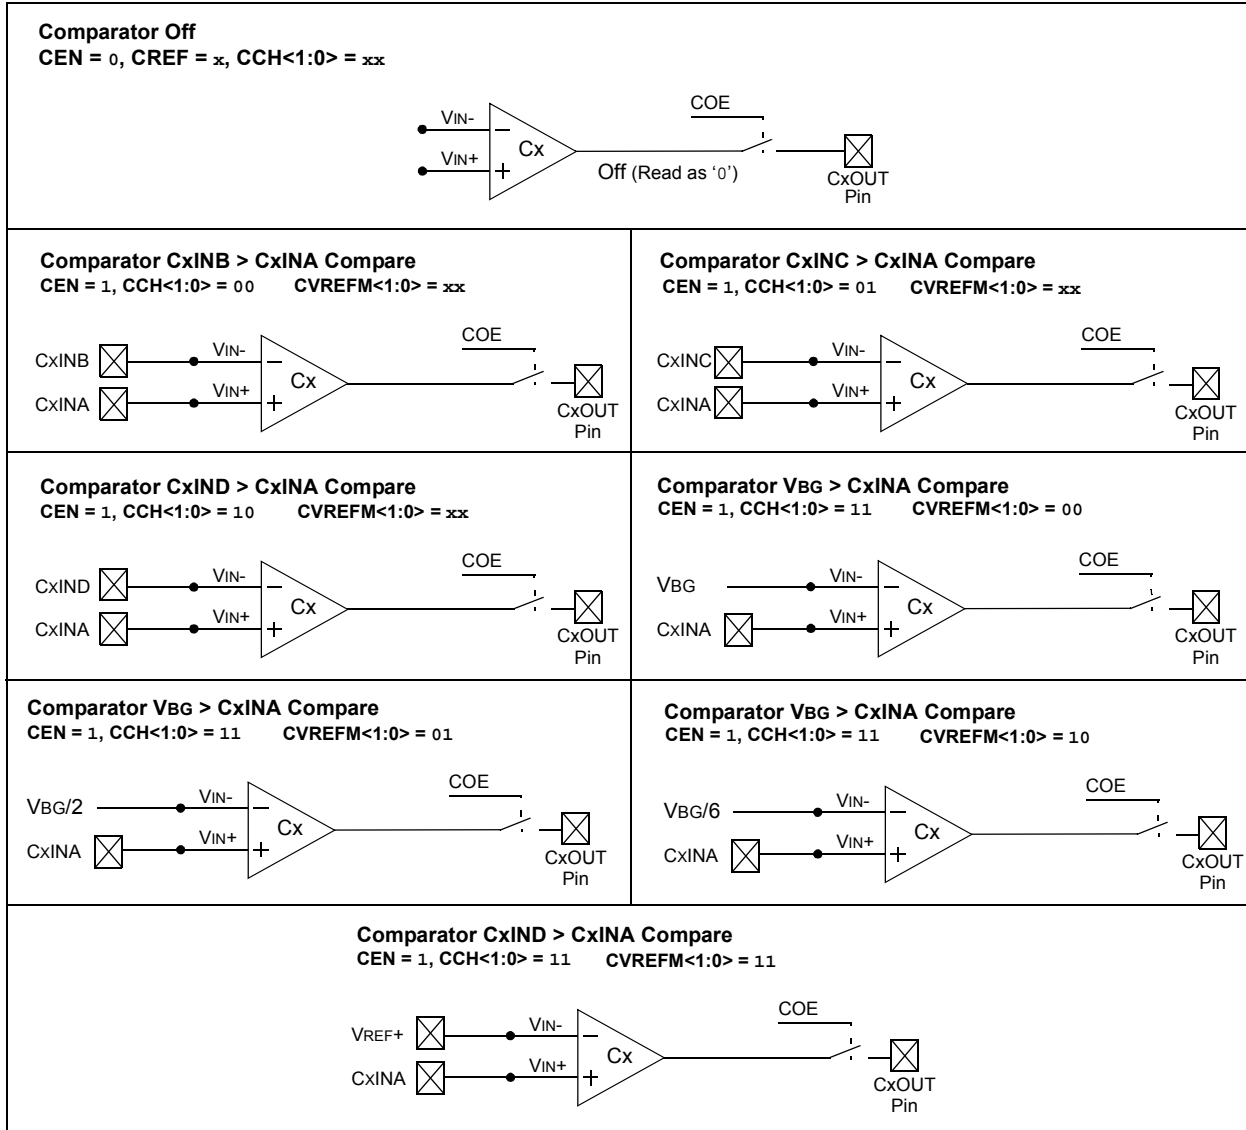 Comparator Off
CEN = 0, CREF = x, CCH<1:0> = xx
COE
VIN-
Cx
VIN+
Off (Read as ‘0’)
CxOUT
Pin
Comparator CxINB > CxINA Compare
CEN = 1, CCH<1:0> = 00 CVREFM<1:0> = xx
COE
CxINB
VIN-
Cx
CxINA
VIN+
CxOUT
Pin
Comparator CxINC > CxINA Compare
CEN = 1, CCH<1:0> = 01 CVREFM<1:0> = xx
COE
CxINC
VIN-
Cx
CxINA
VIN+
CxOUT
Pin
Comparator CxIND > CxINA Compare
CEN = 1, CCH<1:0> = 10 CVREFM<1:0> = xx
COE
CxIND
VIN-
Cx
CxINA
VIN+
CxOUT
Pin
Comparator VBG > CxINA Compare
CEN = 1, CCH<1:0> = 11 CVREFM<1:0> = 00
COE
VBG
VIN-
Cx
CxINA
VIN+
CxOUT
Pin
Comparator VBG > CxINA Compare
CEN = 1, CCH<1:0> = 11 CVREFM<1:0> = 01
COE
VBG/2
VIN-
Cx
CxINA
VIN+
CxOUT
Pin
Comparator VBG > CxINA Compare
CEN = 1, CCH<1:0> = 11 CVREFM<1:0> = 10
COE
VBG/6
VIN-
Cx
CxINA
VIN+
CxOUT
Pin
Comparator CxIND > CxINA Compare
CEN = 1, CCH<1:0> = 11 CVREFM<1:0> = 11
COE
VREF+
VIN-
Cx
CxINA
VIN+
CxOUT
Pin